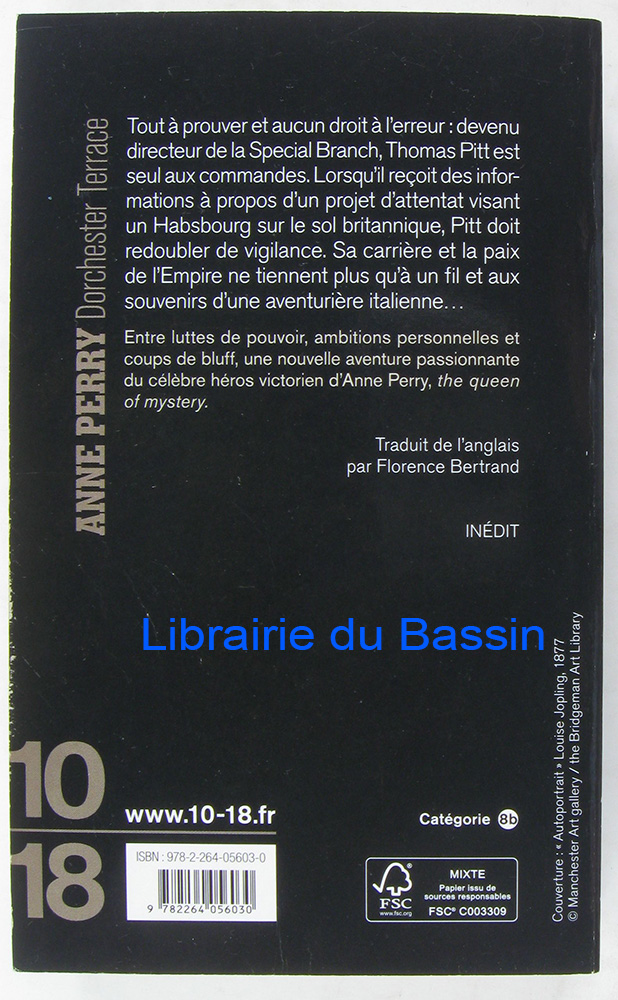 ANNE PERRY Dorchester Terrace
Tout à prouver et aucun droit à l'erreur : devenu
directeur de la Special Branch, Thomas Pitt est
seul aux commandes. Lorsqu'il reçoit des infor-
mations à propos d'un projet d'attentat visant
un Habsbourg sur le sol britannique, Pitt doit
redoubler de vigilance. Sa carrière et la paix
de l'Empire ne tiennent plus qu'à un fil et aux
souvenirs d'une aventurière italienne...
Entre luttes de pouvoir, ambitions personnelles et
coups de bluff, une nouvelle aventure passionnante
du célèbre héros victorien d'Anne Perry, the queen
of mystery.
Traduit de l'anglais
par Florence Bertrand
INÉDIT
Librairie du Bassin
Couverture : « Autoportrait » Louise Jopling, 1877
© Manchester Art gallery / the Bridgeman Art Library
10
18
www.10-18.fr
Catégorie 8b
ISBN : 978-2-264-05603-0
9 782264 056030
FSC
www.fsc.org
MIXTE
Papier issu de
sources responsables
FSC® C003309